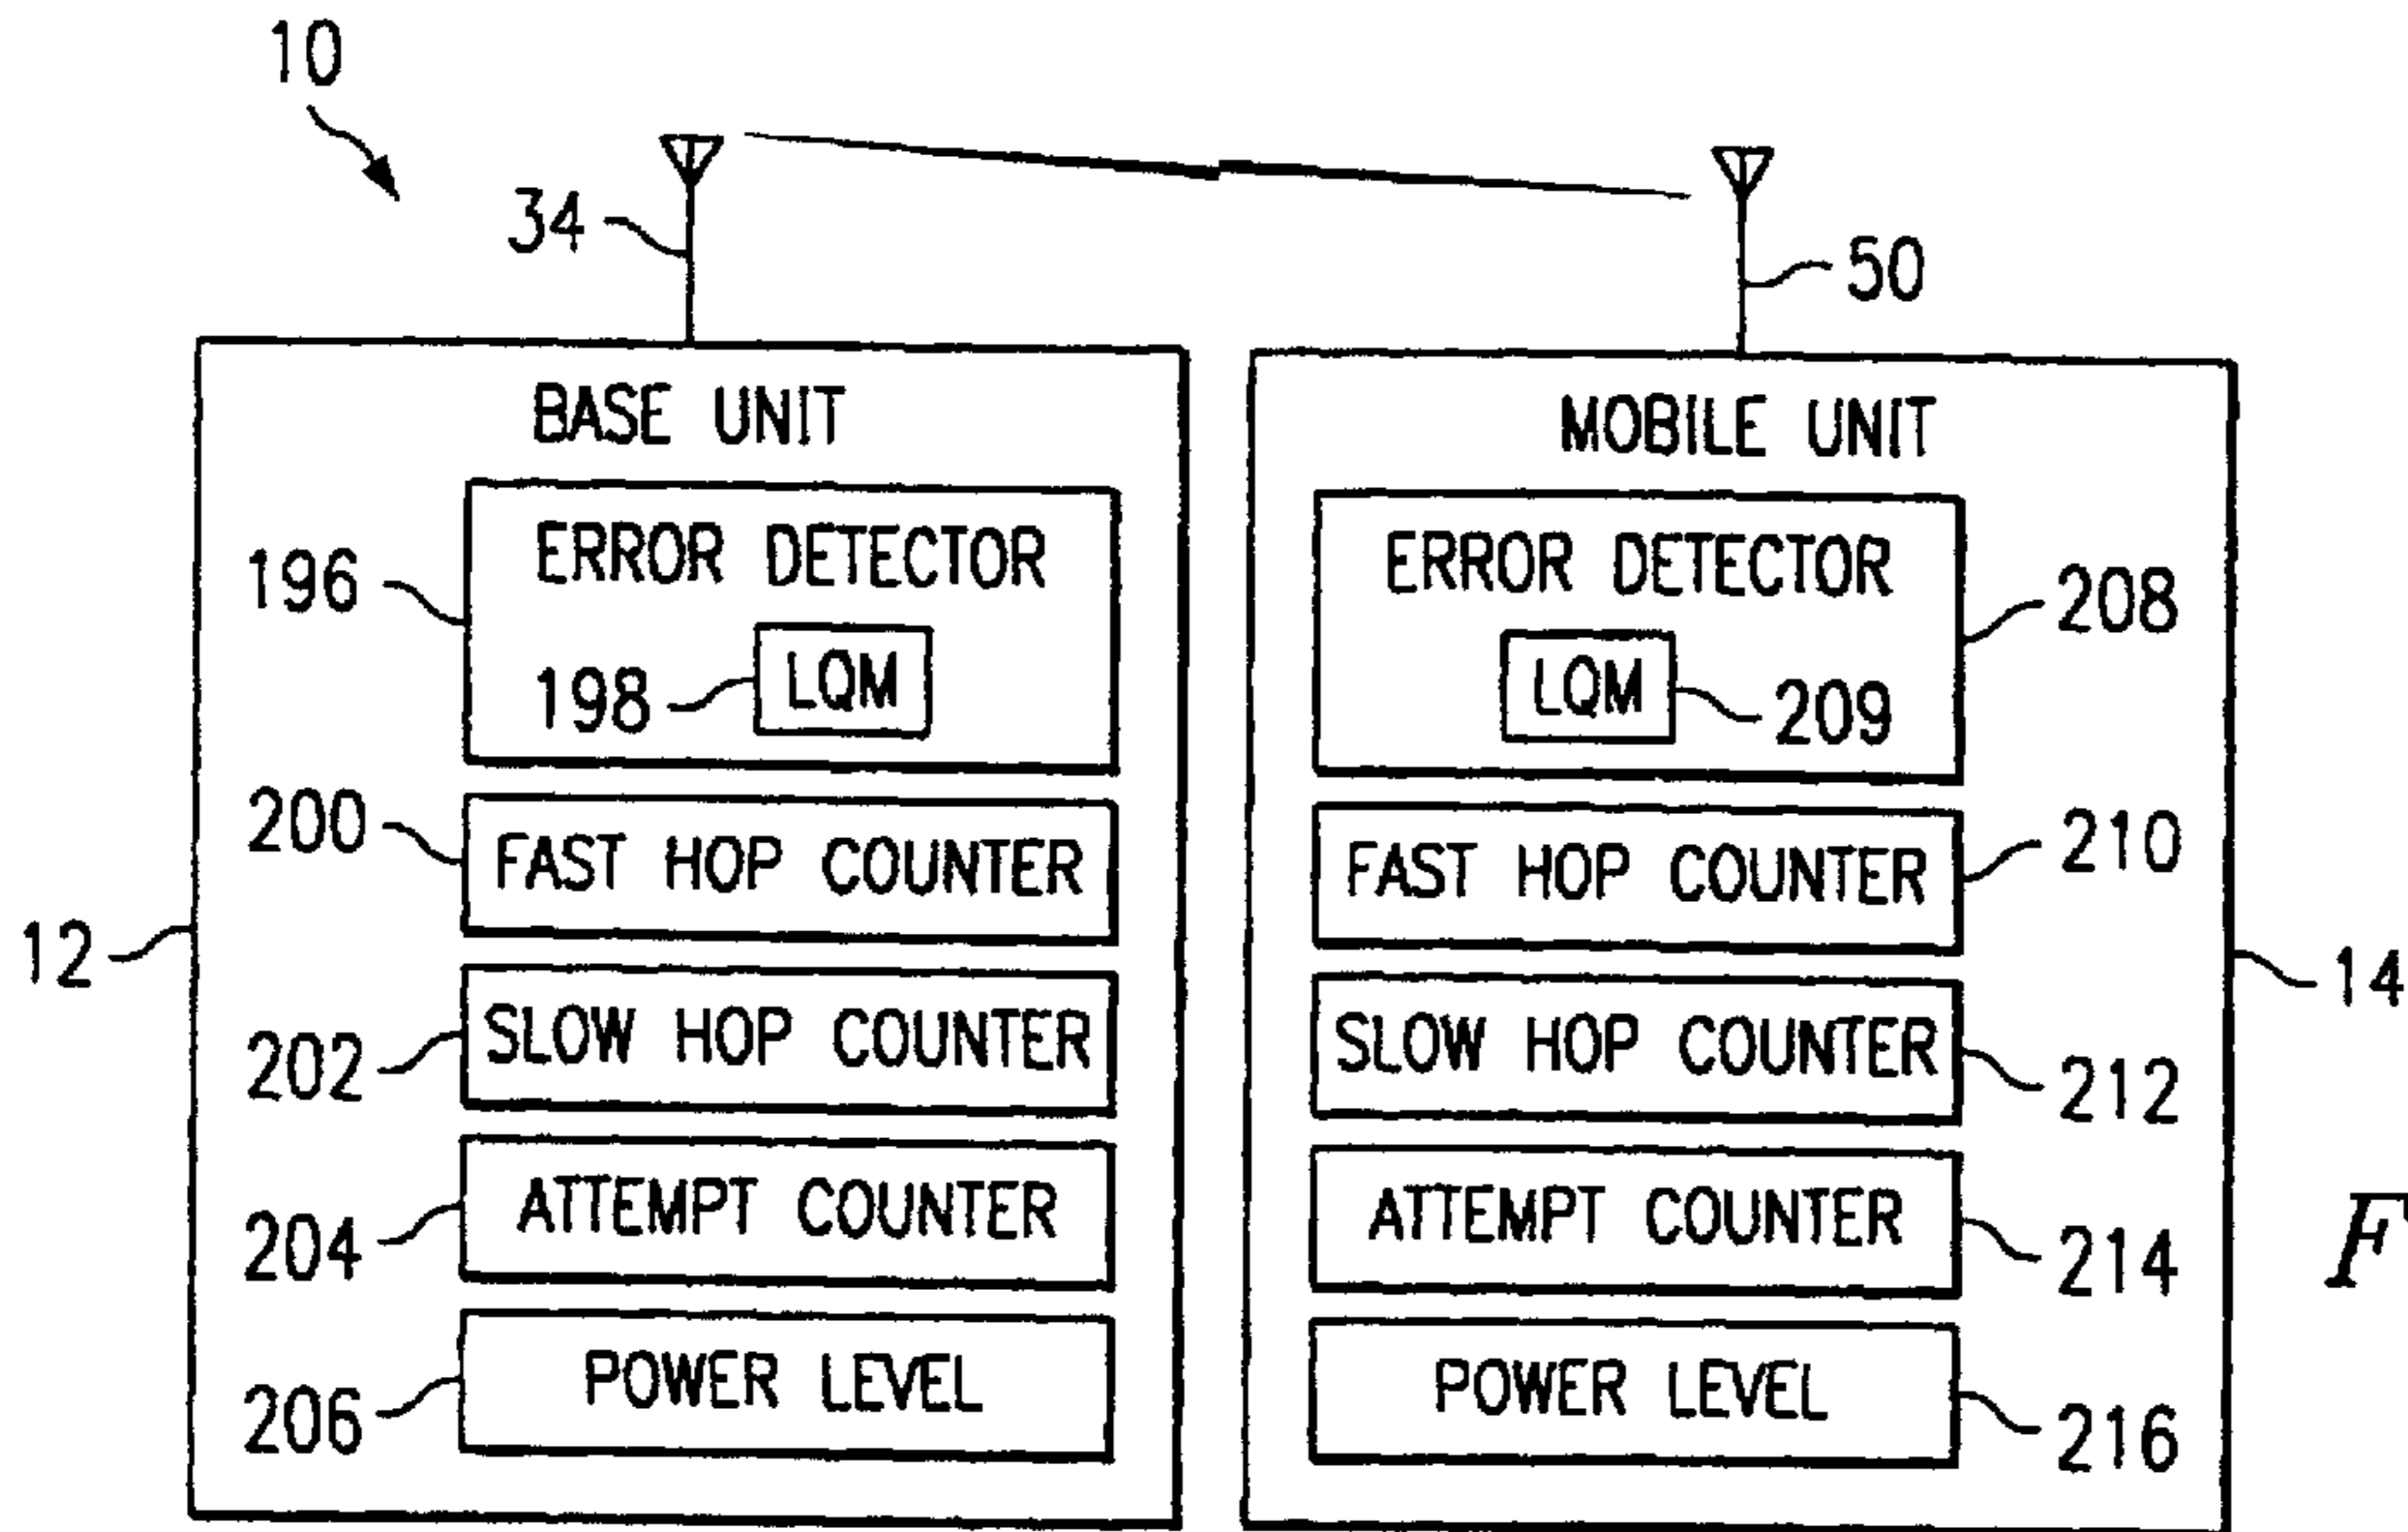 10
34
50
BASE UNIT
MOBILE UNIT
ERROR DETECTOR
ERROR DETECTOR
196
208
198
LQM
LQM
209
200
FAST HOP COUNTER
FAST HOP COUNTER
210
12
14
SLOW HOP COUNTER
SLOW HOP COUNTER
202
212
ATTEMPT COUNTER
ATTEMPT COUNTER
204
214
F
POWER LEVEL
POWER LEVEL
206
216